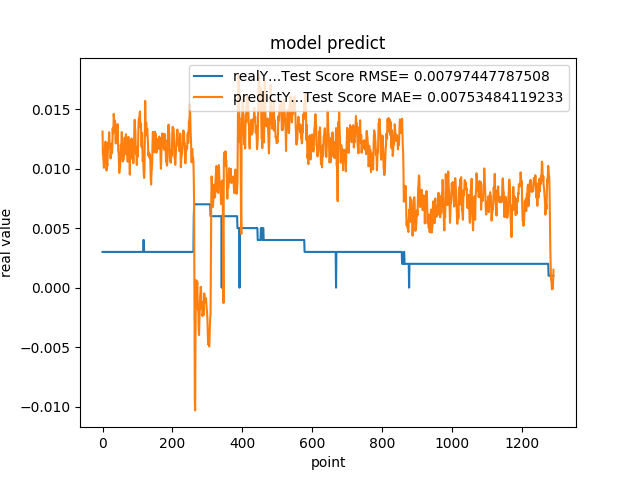 model predict
realY...Test Score RMSE= 0.00797447787508
predictY...Test Score MAE= 0.00753484119233
0.015
0.010
0.005
0.000
−0.005
−0.010
real value
0 200 400 600 800 1000 1200
point